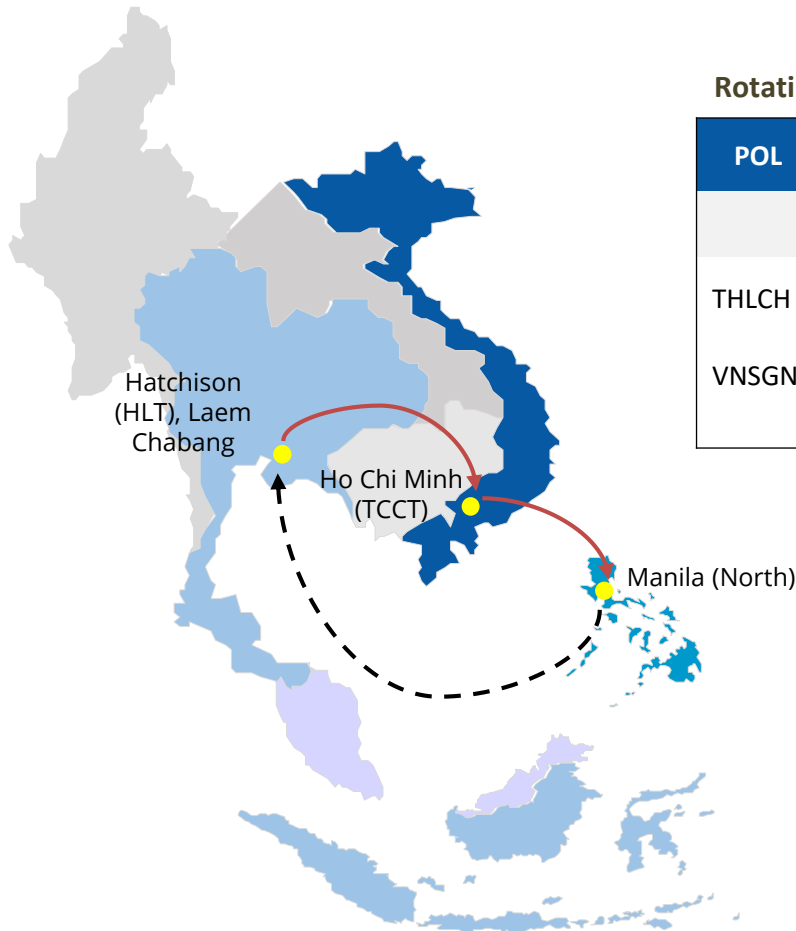 Rotati
POL
THLCH
VNSGN
Hatchison
(HLT), Laem
Chabang
Ho Chi Minh
(TCCT)
Manila (North)